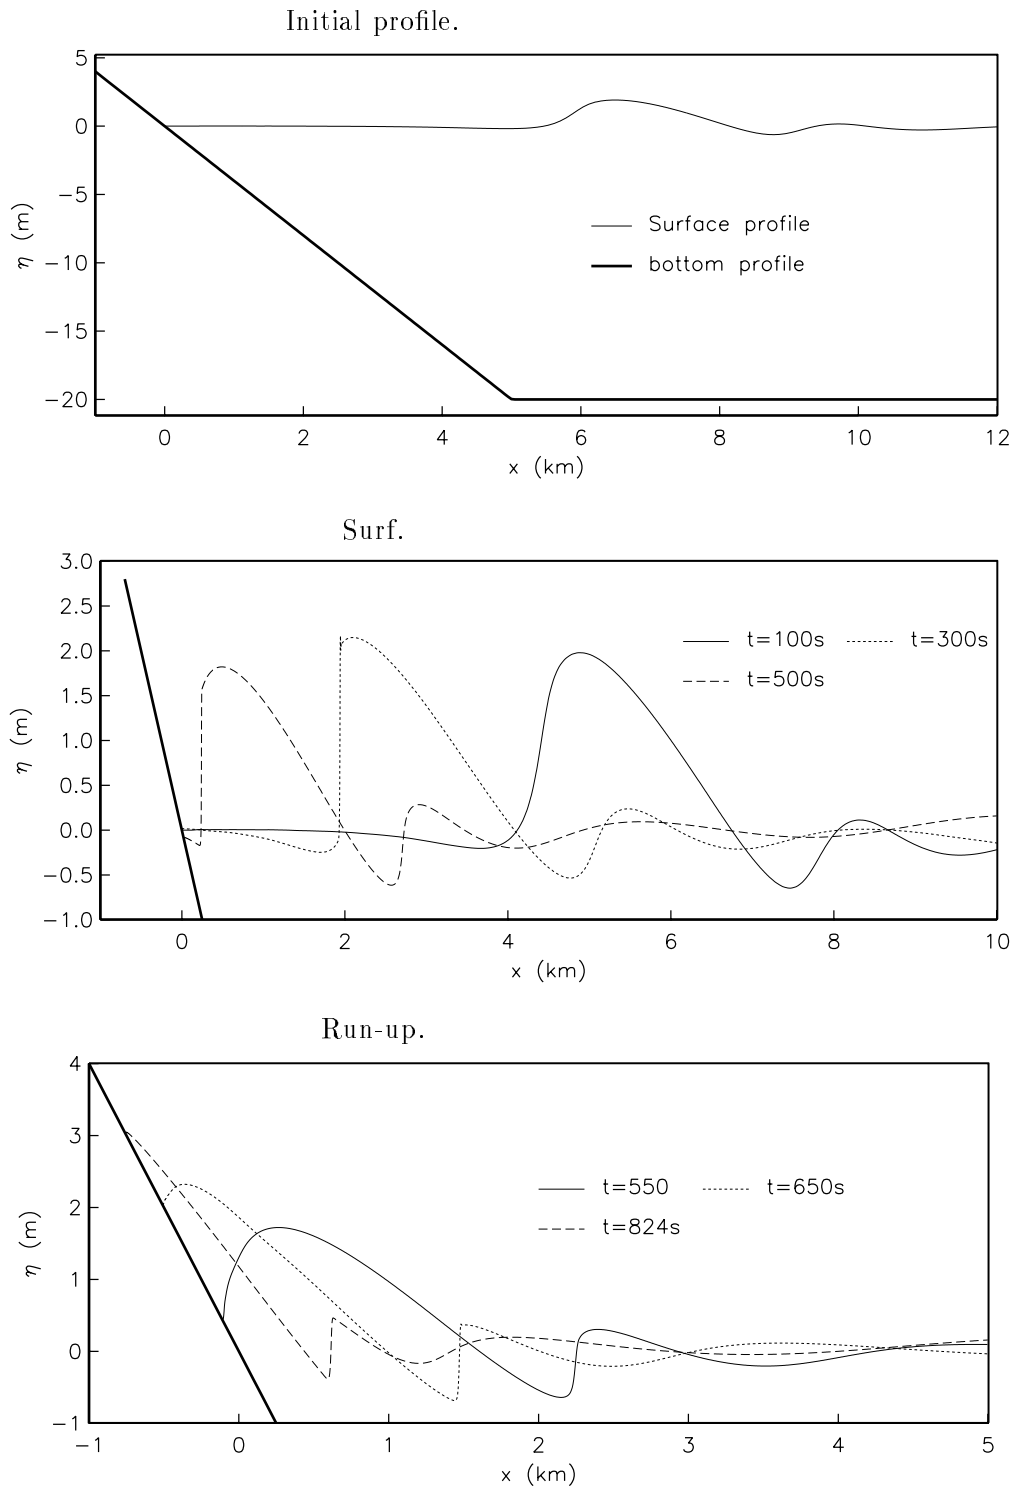 Initial profile.
5
0
−5
−10
−15
−20
η (m)
Surface profile
bottom profile
0 2 4 6 8 10 12
x (km)
Surf.
3.0
2.5
2.0
1.5
1.0
0.5
0.0
−0.5
−1.0
η (m)
t=100s t=300s
t=500s
0 2 4 6 8 10
x (km)
Run-up.
4
3
2
1
0
−1
η (m)
t=550 t=650s
t=824s
−1 0 1 2 3 4 5
x (km)